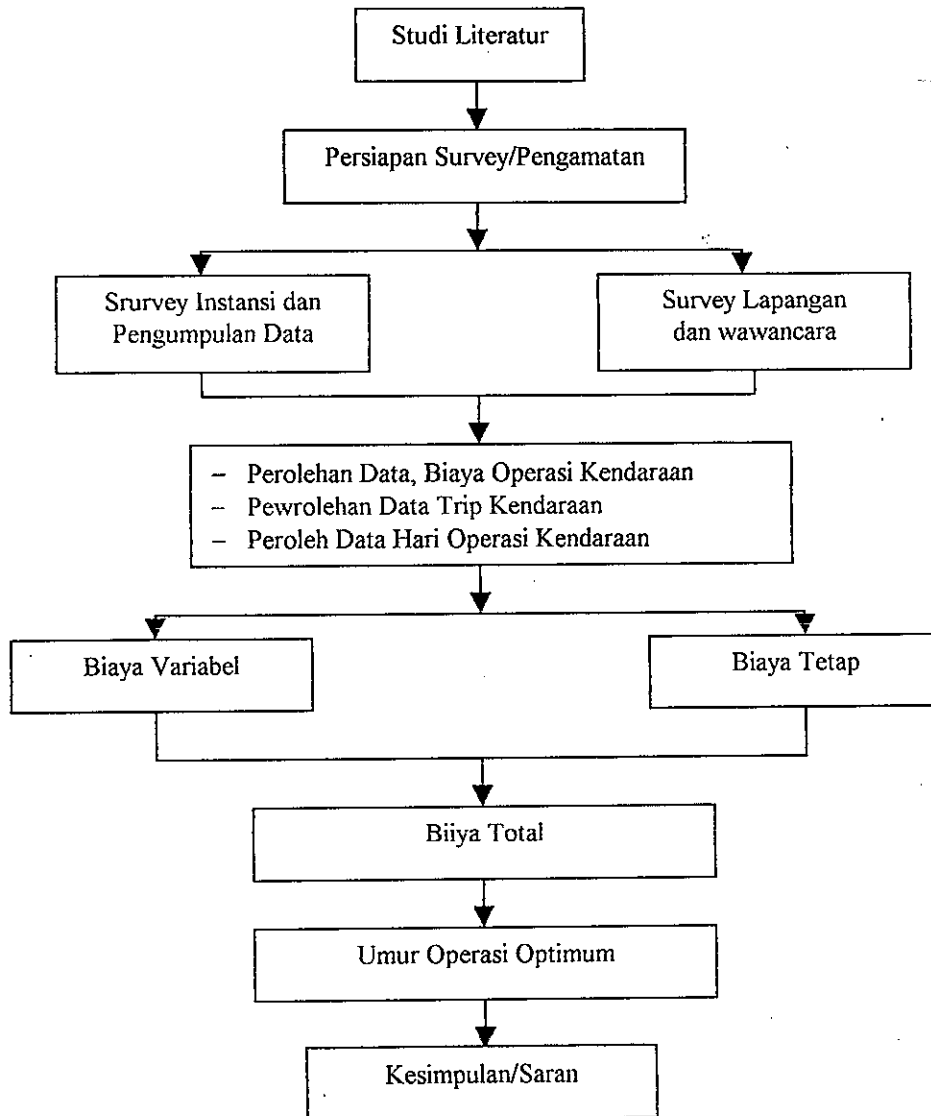 Studi Literatur
Persiapan Survey/Pengamatan
Srurvey Instansi dan
Pengumpulan Data
Survey Lapangan
dan wawancara
– Perolehan Data, Biaya Operasi Kendaraan
– Pewrolehan Data Trip Kendaraan
– Peroleh Data Hari Operasi Kendaraan
Biaya Variabel
Biaya Tetap
Biiya Total
Umur Operasi Optimum
Kesimpulan/Saran